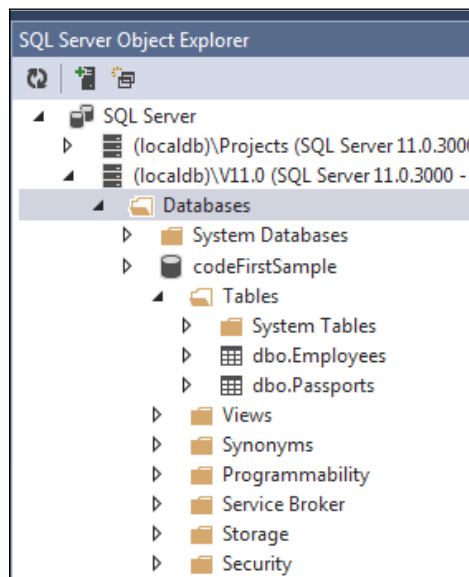 SQL Server Object Explorer
SQL Server
(localdb)\Projects (SQL Server 11.0.3000
(localdb)\V11.0 (SQL Server 11.0.3000 -
Databases
System Databases
codeFirstSample
Tables
System Tables
dbo.Employees
dbo.Passports
Views
Synonyms
Programmability
Service Broker
Storage
Security